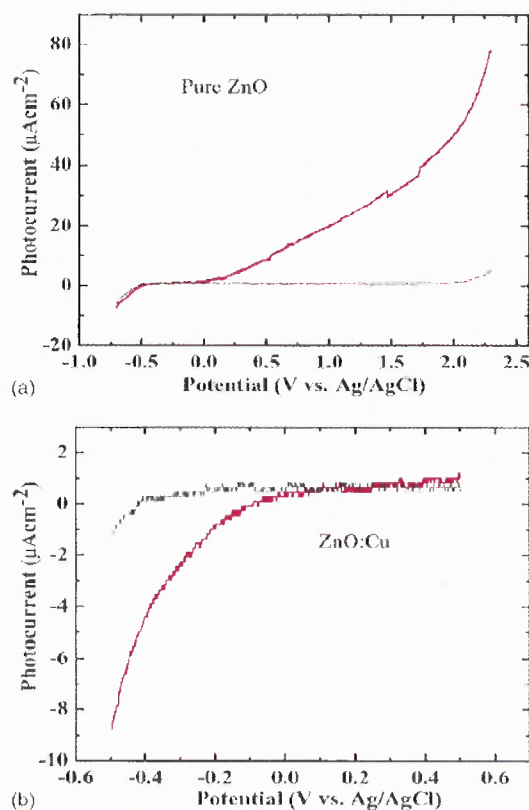 80
60
40
20
0
-20
Photocurrent (µAcm-2)
Pure ZnO
-1.0 -0.5 0.0 0.5 1.0 1.5 2.0 2.5
(a)
Potential (V vs. Ag/AgCl)
2
0
-2
-4
-6
-8
-10
Photocurrent (µAcm-2)
ZnO:Cu
-0.6 -0.4 -0.2 0.0 0.2 0.4 0.6
(b)
Potential (V vs. Ag/AgCl)